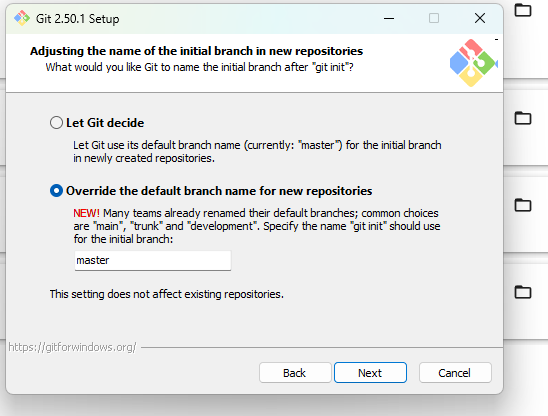 Git 2.50.1 Setup
Adjusting the name of the initial branch in new repositories
What would you like Git to name the initial branch after "git init"?
Let Git decide
Let Git use its default branch name (currently: "master") for the initial branch
in newly created repositories.
Override the default branch name for new repositories
NEW! Many teams already renamed their default branches; common choices
are "main", "trunk" and "development". Specify the name "git init" should use
for the initial branch:
master
This setting does not affect existing repositories.
https://gitforwindows.org/
Back Next Cancel